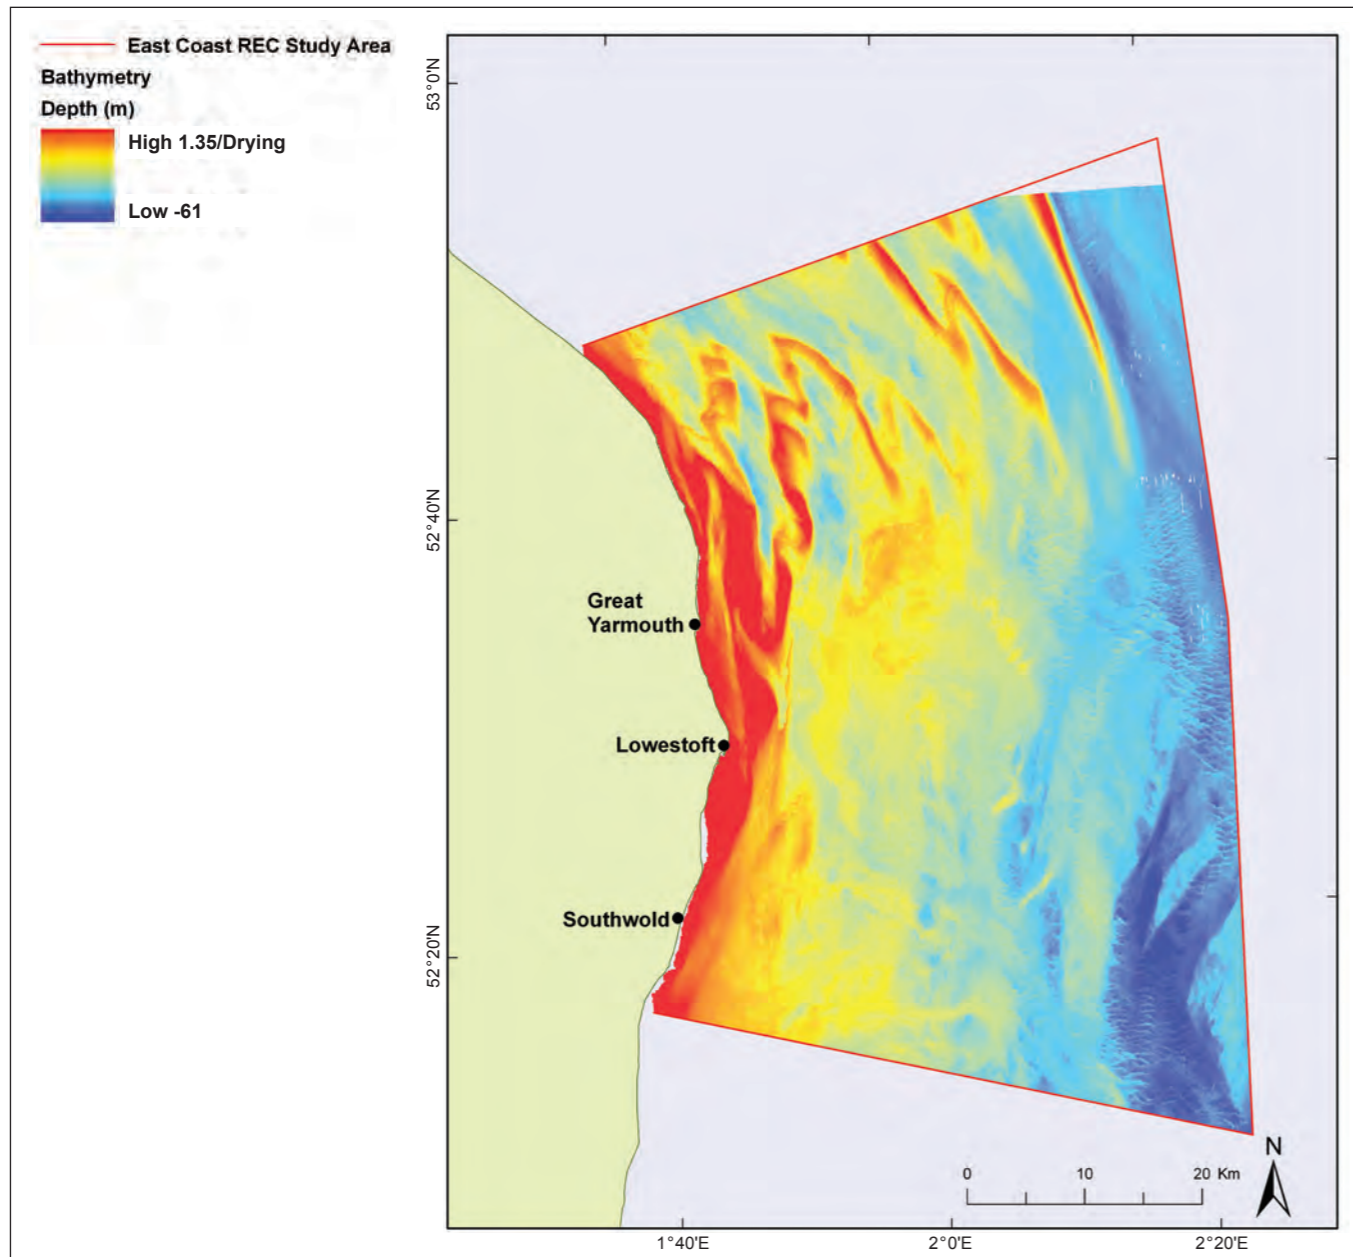 East Coast REC Study Area
Bathymetry
Depth (m)
High 1.35/Drying
Low -61
53°0'N
52°40'N
52°20'N
Great
Yarmouth
Lowestoft
Southwold
N
0 10 20 Km
1°40'E 2°0'E 2°20'E